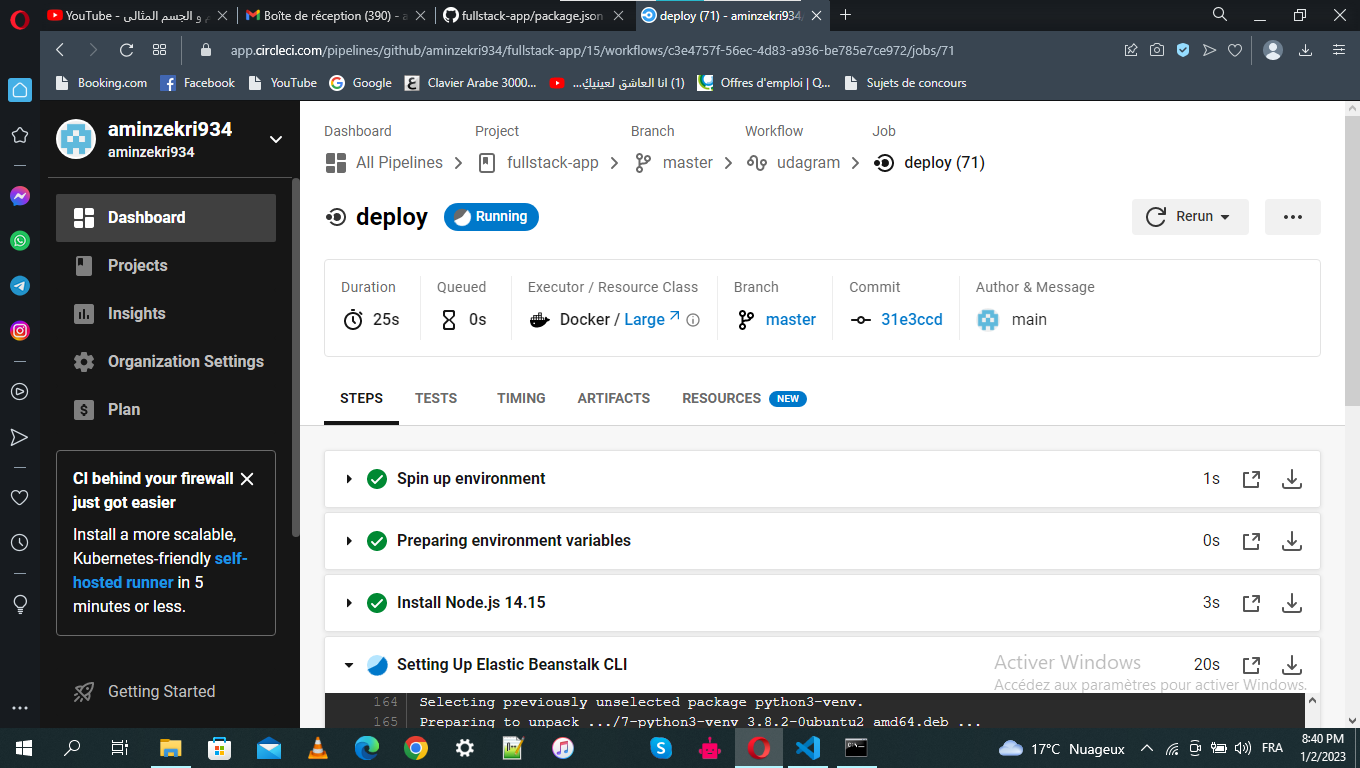 YouTube - م و الجسم المثالى
Boîte de réception (390) - a
fullstack-app/package.json
deploy (71) - aminzekri934,
app.circleci.com/pipelines/github/aminzekri934/fullstack-app/15/workflows/c3e4757f-56ec-4d83-a936-be785e7ce972/jobs/71
Booking.com
Facebook
YouTube
Google
Clavier Arabe 3000...
(1) انا العاشق لعينيكِ...
Offres d'emploi | Q...
Sujets de concours
aminzekri934
aminzekri934
Dashboard
Projects
Insights
Organization Settings
Plan
CI behind your firewall
just got easier
Install a more scalable,
Kubernetes-friendly self-
hosted runner in 5
minutes or less.
Getting Started
Dashboard Project Branch Workflow Job
All Pipelines fullstack-app master udagram deploy (71)
deploy Running
Rerun
Duration Queued Executor / Resource Class Branch Commit Author & Message
25s 0s Docker / Large master 31e3ccd main
STEPS TESTS TIMING ARTIFACTS RESOURCES NEW
Spin up environment 1s
Preparing environment variables 0s
Install Node.js 14.15 3s
Setting Up Elastic Beanstalk CLI 20s
Activer Windows
Accédez aux paramètres pour activer Windows.
164 Selecting previously unselected package python3-venv.
165 Preparing to unpack .../7-python3-venv_3.8.2-0ubuntu2_amd64.deb ...
17°C Nuageux
FRA
8:40 PM
1/2/2023